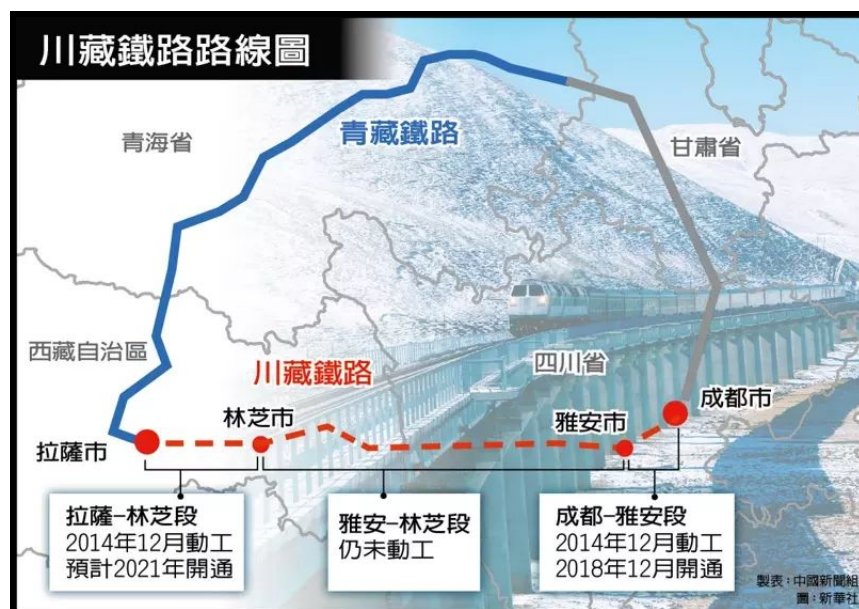 川藏鐵路路線圖
青藏鐵路
青海省
甘肅省
西藏自治區
川藏鐵路
四川省
成都市
林芝市
雅安市
拉薩市
拉薩–林芝段
2014年12月動工
預計2021年開通
雅安–林芝段
仍未動工
成都–雅安段
2014年12月動工
2018年12月開通
製表：中國新聞組
圖：新華社